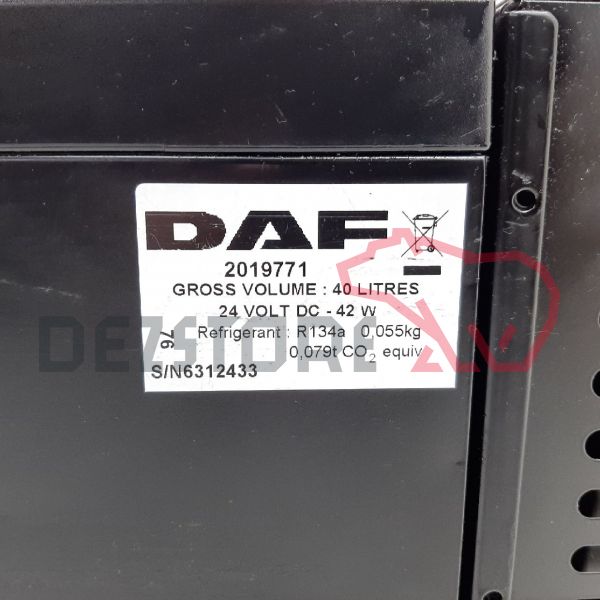 DAF
2019771
GROSS VOLUME : 40 LITRES
24 VOLT DC - 42 W
Refrigerant : R134a 0,055kg
0,079t CO2 equiv
76
S/N6312433
DEZSTORE